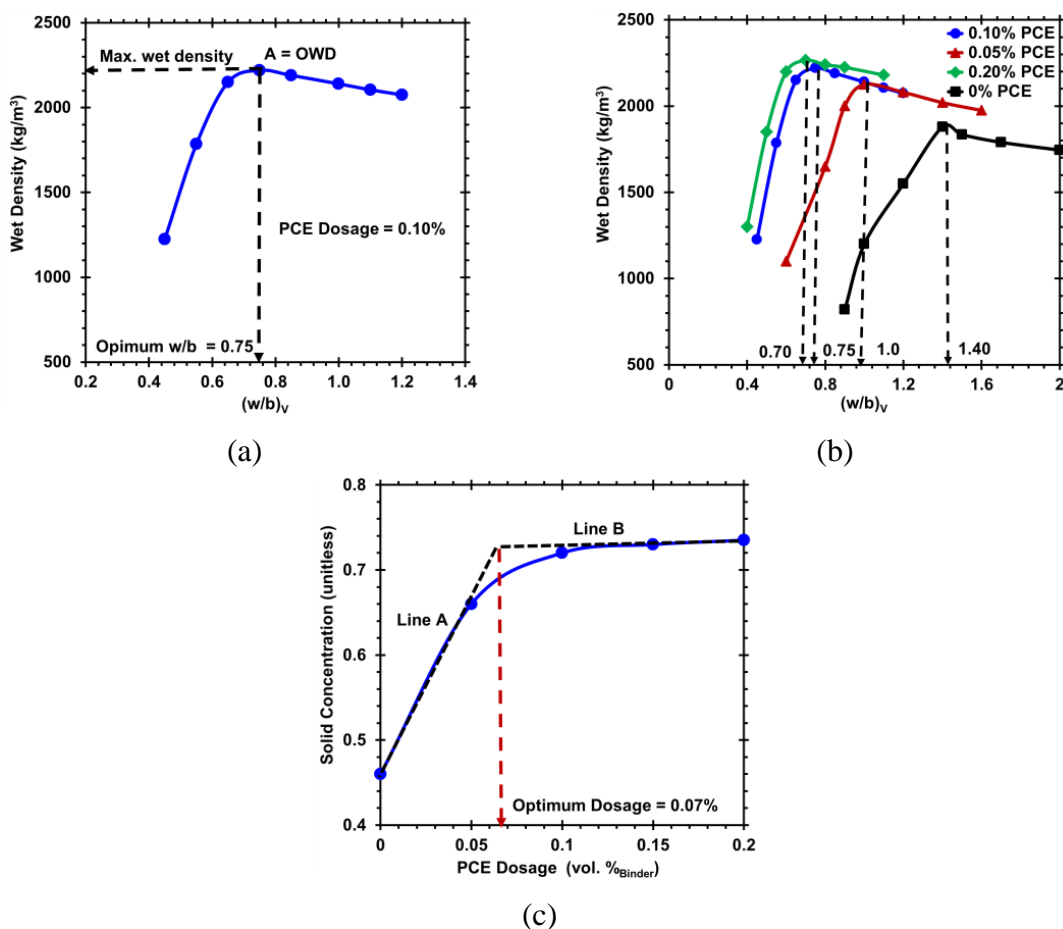 2500
2000
1500
1000
500
Wet Density (kg/m³)
Max. wet density
A = OWD
PCE Dosage = 0.10%
Opimum w/b = 0.75
0.2 0.4 0.6 0.8 1.0 1.2 1.4
(w/b)V
(a)
2500
2000
1500
1000
500
Wet Density (kg/m³)
0.10% PCE
0.05% PCE
0.20% PCE
0% PCE
0.70 0.75 1.0 1.40
0 0.4 0.8 1.2 1.6 2
(w/b)V
(b)
0.8
0.7
0.6
0.5
0.4
Solid Concentration (unitless)
Line B
Line A
Optimum Dosage = 0.07%
0 0.05 0.1 0.15 0.2
PCE Dosage (vol. %Binder)
(c)